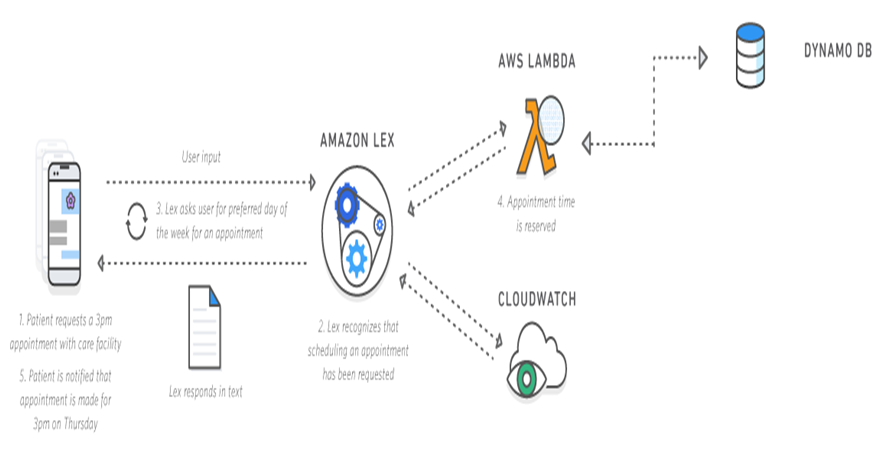 DYNAMO DB
AWS LAMBDA
AMAZON LEX
User input
3. Lex asks user for preferred day of
the week for an appointment
4. Appointment time
is reserved
CLOUDWATCH
1. Patient requests a 3pm
appointment with care facility
5. Patient is notified that
appointment is made for
3pm on Thursday
Lex responds in text
2. Lex recognizes that
scheduling an appointment
has been requested